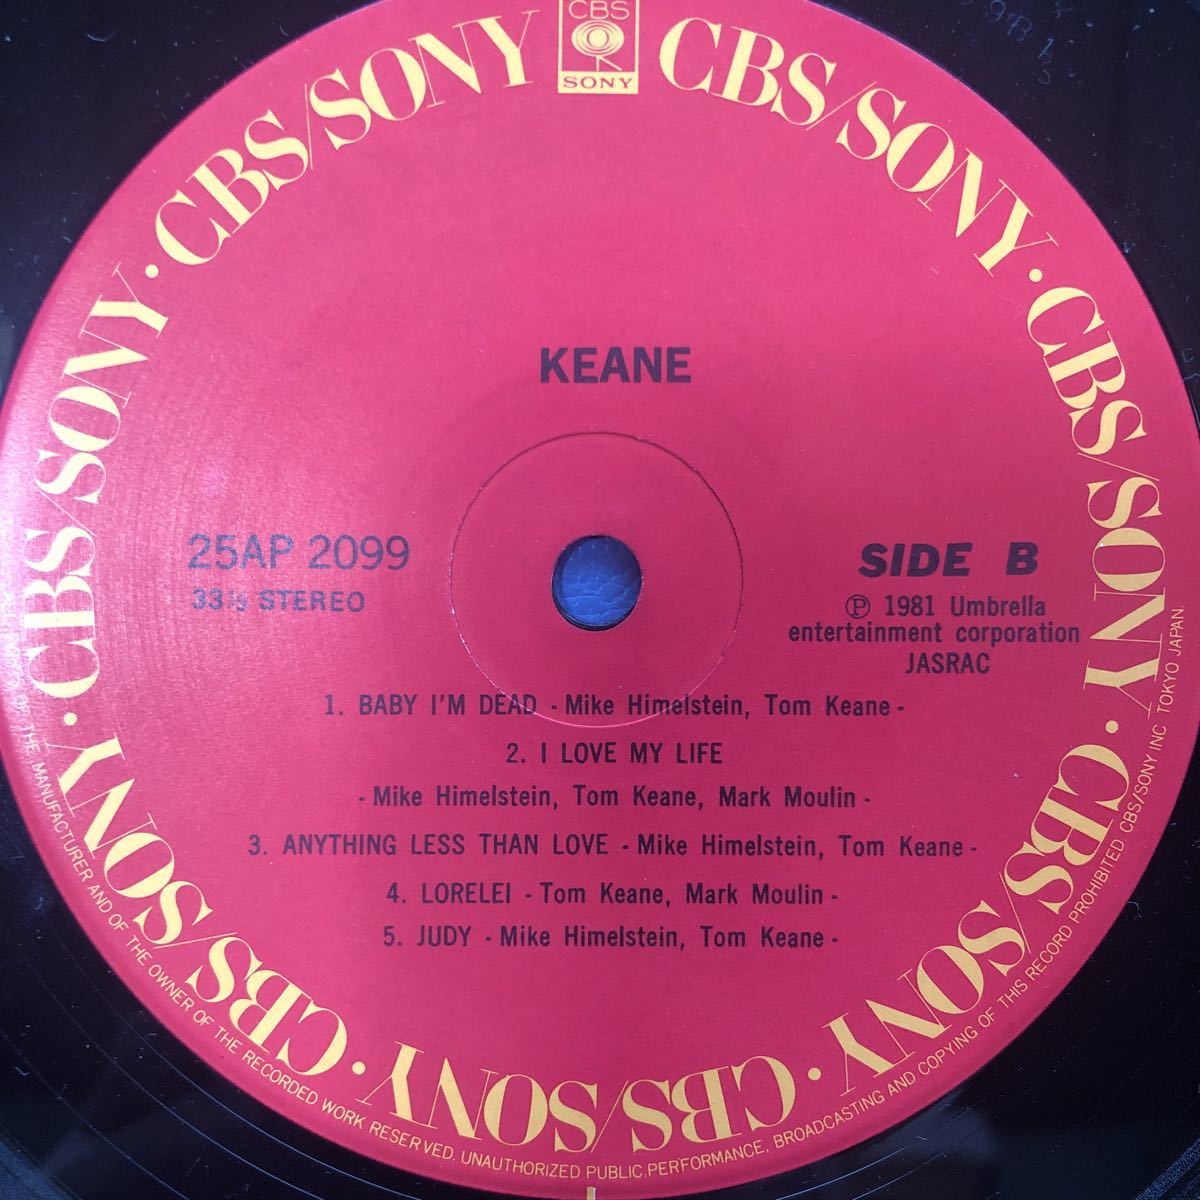 CBS
SONY
CBS/SONY · CBS/SONY · CBS/SONY · CBS/SONY · CBS/SONY · CBS/SONY · CBS/SONY · CBS/SONY
KEANE
25AP 2099
33⅓ STEREO
SIDE B
Ⓟ 1981 Umbrella
entertainment corporation
JASRAC
1. BABY I'M DEAD - Mike Himelstein, Tom Keane -
2. I LOVE MY LIFE
- Mike Himelstein, Tom Keane, Mark Moulin -
3. ANYTHING LESS THAN LOVE - Mike Himelstein, Tom Keane -
4. LORELEI - Tom Keane, Mark Moulin -
5. JUDY - Mike Himelstein, Tom Keane -
THE MANUFACTURER AND OF THE OWNER OF THE RECORDED WORK RESERVED. UNAUTHORIZED PUBLIC, PERFORMANCE, BROADCASTING AND COPYING OF THIS RECORD PROHIBITED. CBS/SONY INC TOKYO JAPAN.